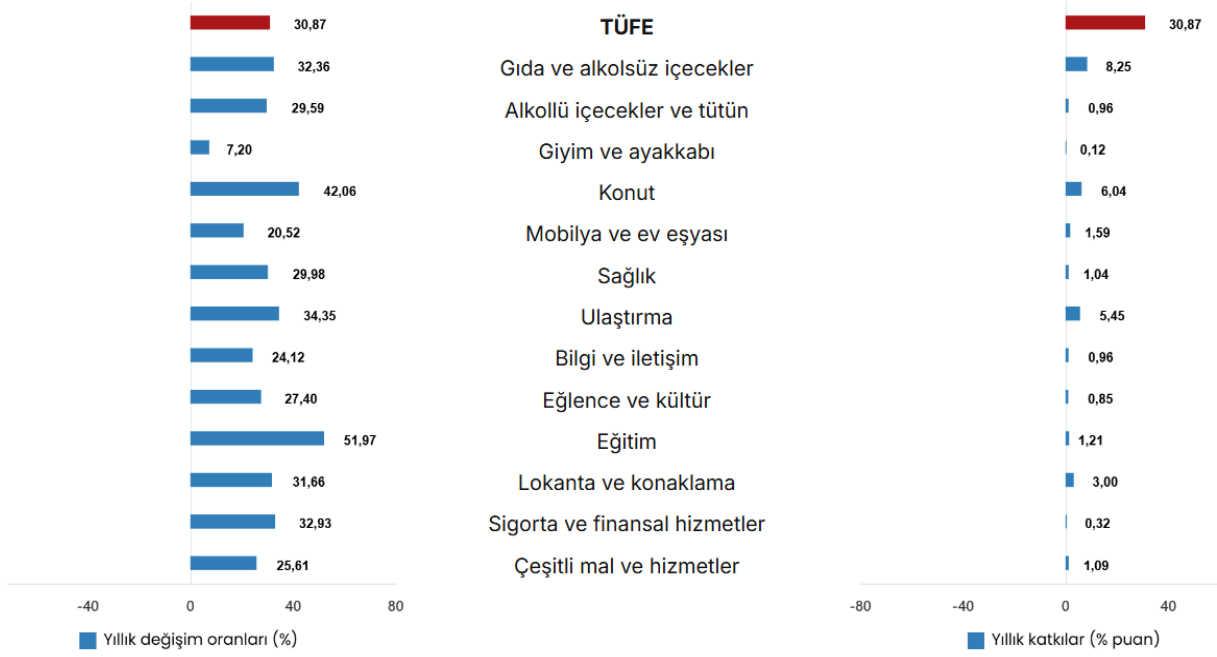 30,87 TÜFE 30,87
32,36 Gıda ve alkolsüz içecekler 8,25
29,59 Alkollü içecekler ve tütün 0,96
7,20 Giyim ve ayakkabı 0,12
42,06 Konut 6,04
20,52 Mobilya ve ev eşyası 1,59
29,98 Sağlık 1,04
34,35 Ulaştırma 5,45
24,12 Bilgi ve iletişim 0,96
27,40 Eğlence ve kültür 0,85
51,97 Eğitim 1,21
31,66 Lokanta ve konaklama 3,00
32,93 Sigorta ve finansal hizmetler 0,32
25,61 Çeşitli mal ve hizmetler 1,09
-40 0 40 80 -80 -40 0 40
Yıllık değişim oranları (%) Yıllık katkılar (% puan)